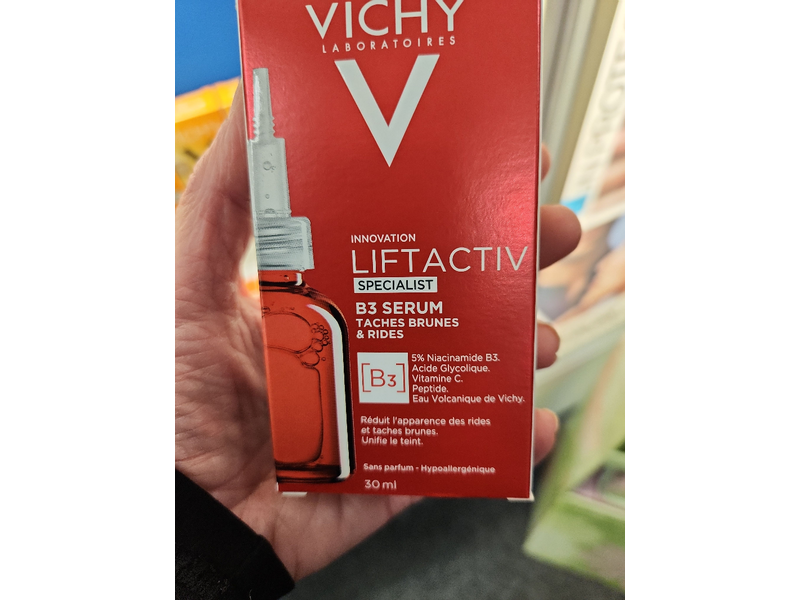 VICHY
LABORATOIRES
V
INNOVATION
LIFTACTIV
SPECIALIST
B3 SERUM
TACHES BRUNES
& RIDES
[B3]
5% Niacinamide B3.
Acide Glycolique.
Vitamine C.
Peptide.
Eau Volcanique de Vichy.
Réduit l'apparence des rides
et taches brunes.
Unifie le teint.
Sans parfum - Hypoallergénique
30 ml